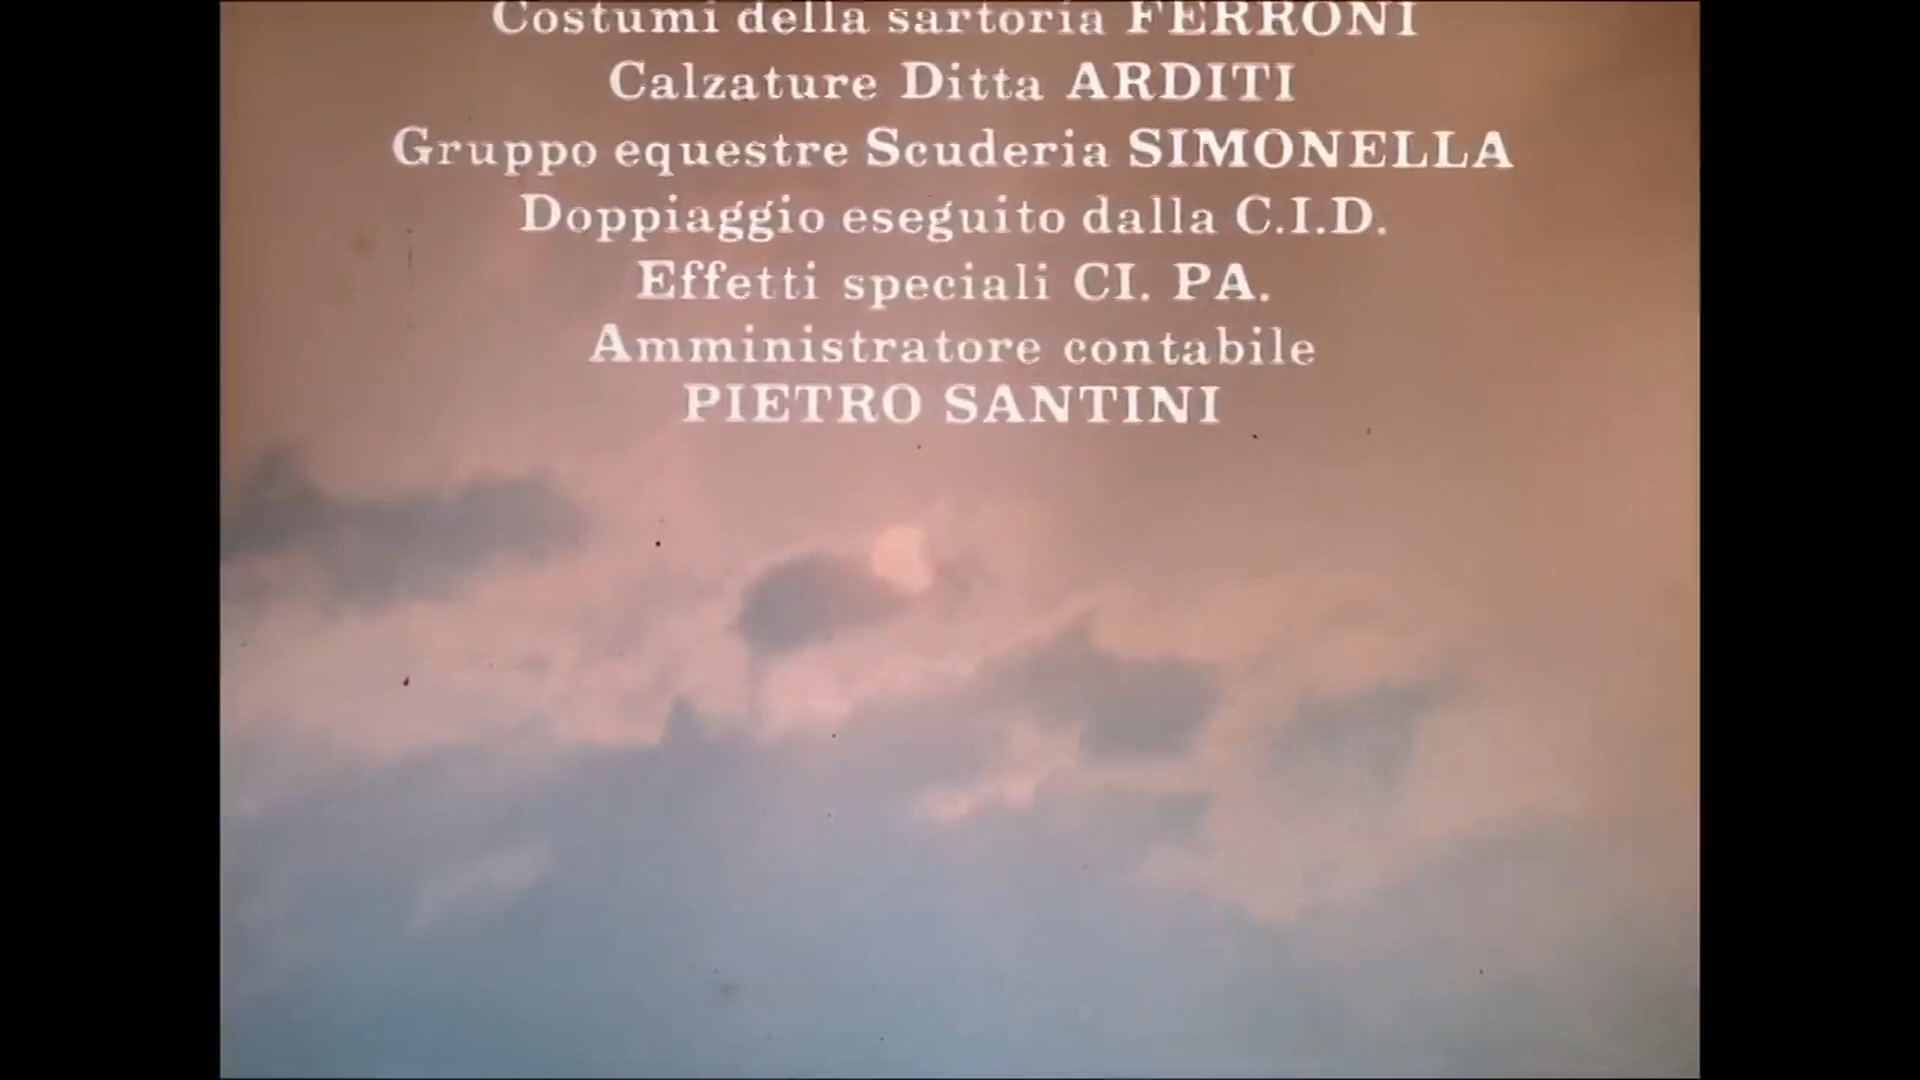 Costumi della sartoria FERRONI
Calzature Ditta ARDITI
Gruppo equestre Scuderia SIMONELLA
Doppiaggio eseguito dalla C.I.D.
Effetti speciali CI. PA.
Amministratore contabile
PIETRO SANTINI